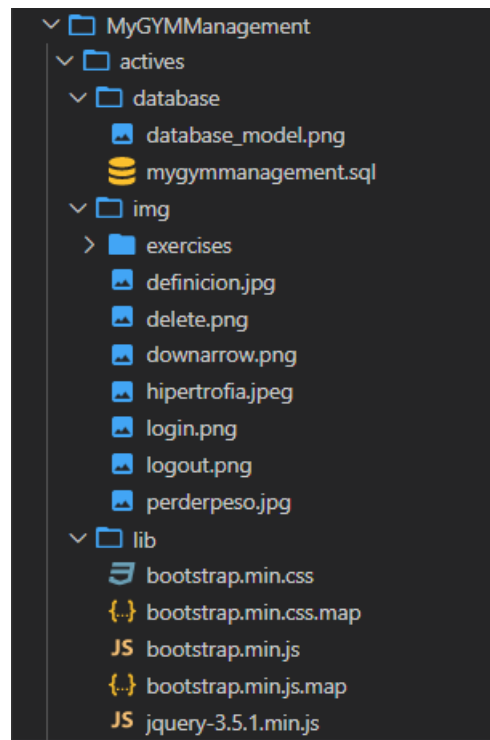 MyGYMManagement
actives
database
database_model.png
mygymmanagement.sql
img
exercises
definicion.jpg
delete.png
downarrow.png
hipertrofia.jpeg
login.png
logout.png
perderpeso.jpg
lib
bootstrap.min.css
{..} bootstrap.min.css.map
JS bootstrap.min.js
{..} bootstrap.min.js.map
JS jquery-3.5.1.min.js